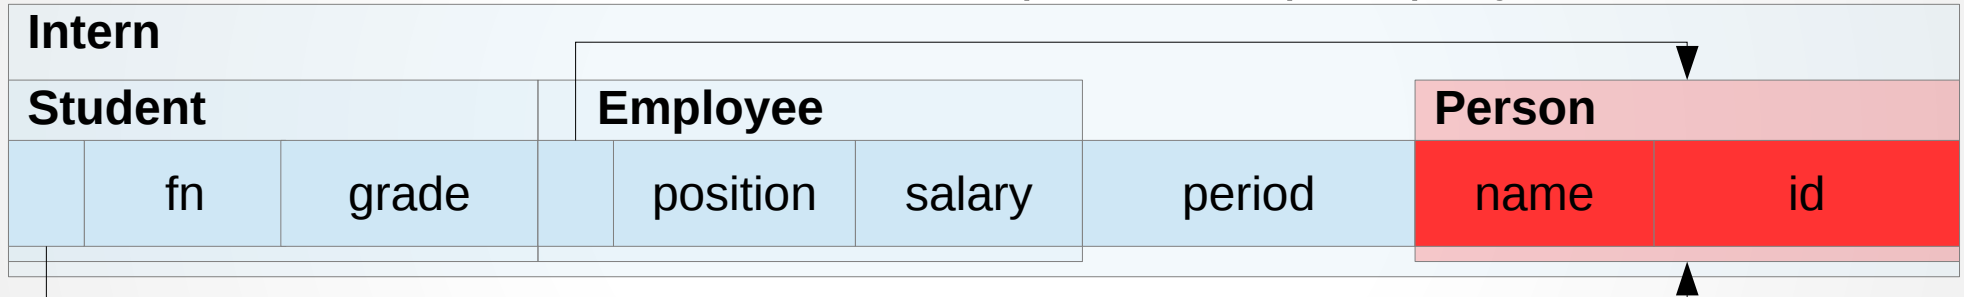 Intern
Student Employee Person
fn grade position salary period name id